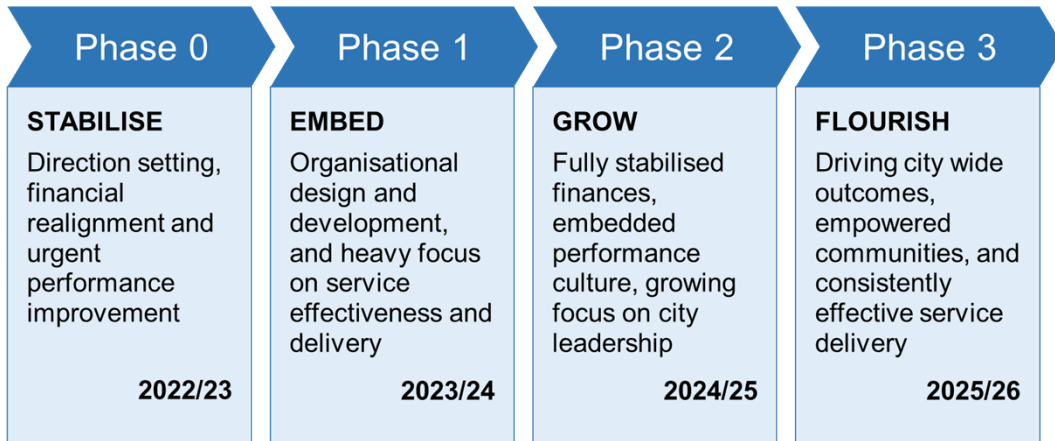 Phase 0
STABILISE
Direction setting,
financial
realignment and
urgent
performance
improvement
2022/23
Phase 1
EMBED
Organisational
design and
development,
and heavy focus
on service
effectiveness and
delivery
2023/24
Phase 2
GROW
Fully stabilised
finances,
embedded
performance
culture, growing
focus on city
leadership
2024/25
Phase 3
FLOURISH
Driving city wide
outcomes,
empowered
communities, and
consistently
effective service
delivery
2025/26